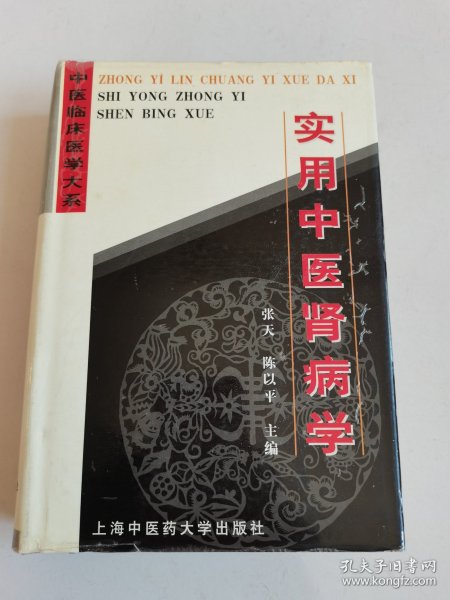 中医临床医学大系
ZHONG YI LIN CHUANG YI XUE DA XI
SHI YONG ZHONG YI
SHEN BING XUE
实用中医肾病学
张天 陈以平 主编
上海中医药大学出版社
孔夫子旧书网
www.kongfz.com